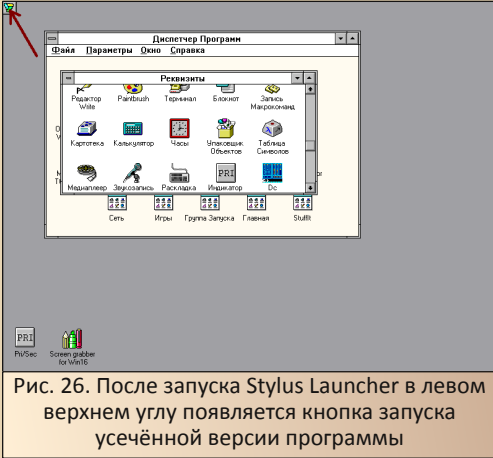 Диспетчер Программ
Файл Параметры Окно Справка
Реквизиты
Редактор Write
Paintbrush
Терминал
Блокнот
Запись Макрокоманд
Картотека
Калькулятор
Часы
Упаковщик Объектов
Таблица Символов
Медиаплеер
Звукозапись
Раскладка
PRI
Индикатор
Dc
Сеть
Игры
Группа Запуска
Главная
StuffIt
PRI
Pri/Sec
Screen grabber
for Win16
Рис. 26. После запуска Stylus Launcher в левом
верхнем углу появляется кнопка запуска
усечённой версии программы